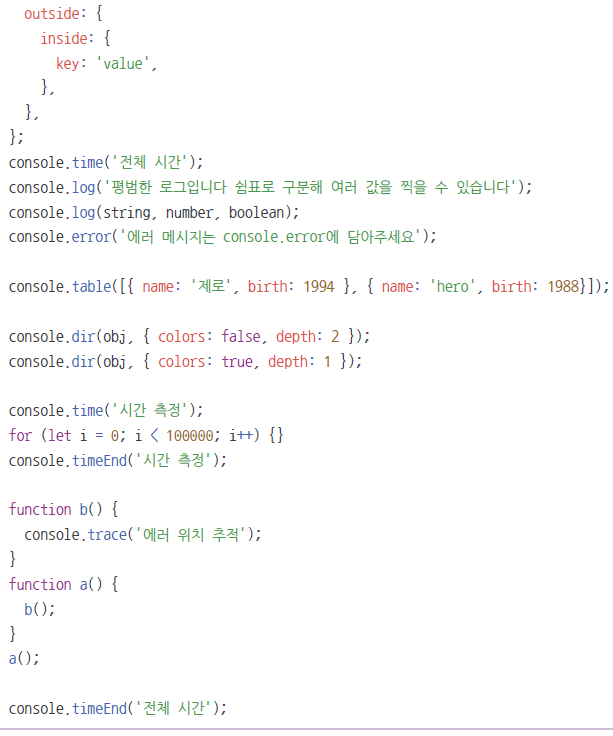 outside: {
inside: {
key: 'value',
},
},
};
console.time('전체 시간');
console.log('평범한 로그입니다 쉼표로 구분해 여러 값을 찍을 수 있습니다');
console.log(string, number, boolean);
console.error('에러 메시지는 console.error에 담아주세요');
console.table([{ name: '제로', birth: 1994 }, { name: 'hero', birth: 1988}]);
console.dir(obj, { colors: false, depth: 2 });
console.dir(obj, { colors: true, depth: 1 });
console.time('시간 측정');
for (let i = 0; i < 100000; i++) {}
console.timeEnd('시간 측정');
function b() {
console.trace('에러 위치 추적');
}
function a() {
b();
}
a();
console.timeEnd('전체 시간');